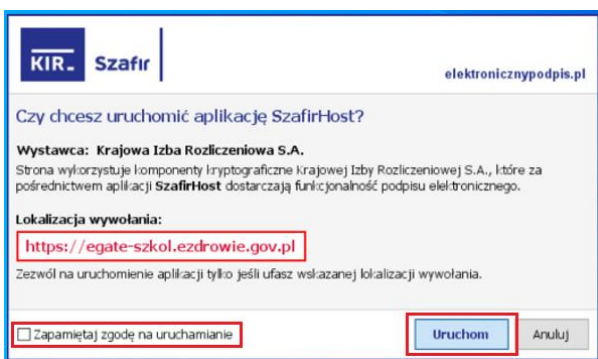 KIR. Szafir
elektronicznypodpis.pl
Czy chcesz uruchomić aplikację SzafirHost?
Wystawca: Krajowa Izba Rozliczeniowa S.A.
Strona wykorzystuje komponenty kryptograficzne Krajowej Izby Rozliczeniowej S.A., które za
pośrednictwem aplikacji SzafirHost dostarczają funkcjonalność podpisu elektronicznego.
Lokalizacja wywołania:
https://egate-szkol.ezdrowie.gov.pl
Zezwól na uruchomienie aplikacji tylko jeśli ufasz wskazanej lokalizacji wywołania.
Zapamiętaj zgodę na uruchamianie
Uruchom Anuluj